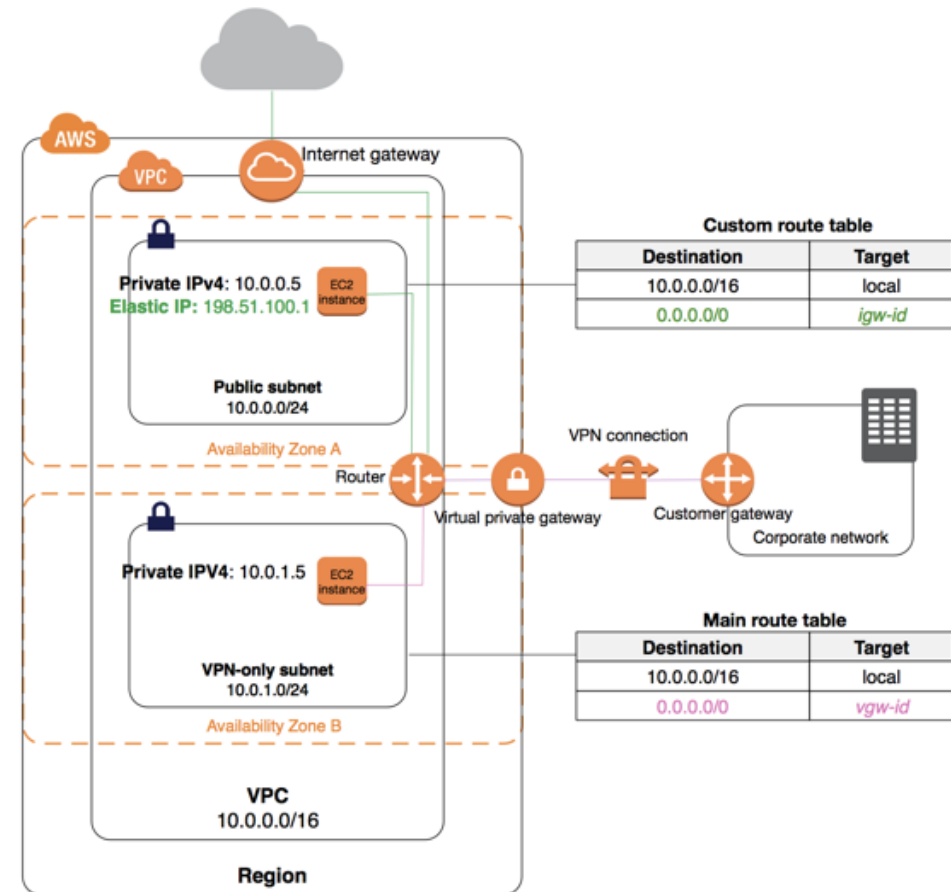 AWS
Internet gateway
VPC
Private IPv4: 10.0.0.5
Elastic IP: 198.51.100.1
EC2
instance
Public subnet
10.0.0.0/24
Availability Zone A
Custom route table
Destination Target
10.0.0.0/16 local
0.0.0.0/0 igw-id
Router
Virtual private gateway
VPN connection
Customer gateway
Corporate network
Private IPV4: 10.0.1.5
EC2
instance
VPN-only subnet
10.0.1.0/24
Availability Zone B
Main route table
Destination Target
10.0.0.0/16 local
0.0.0.0/0 vgw-id
VPC
10.0.0.0/16
Region